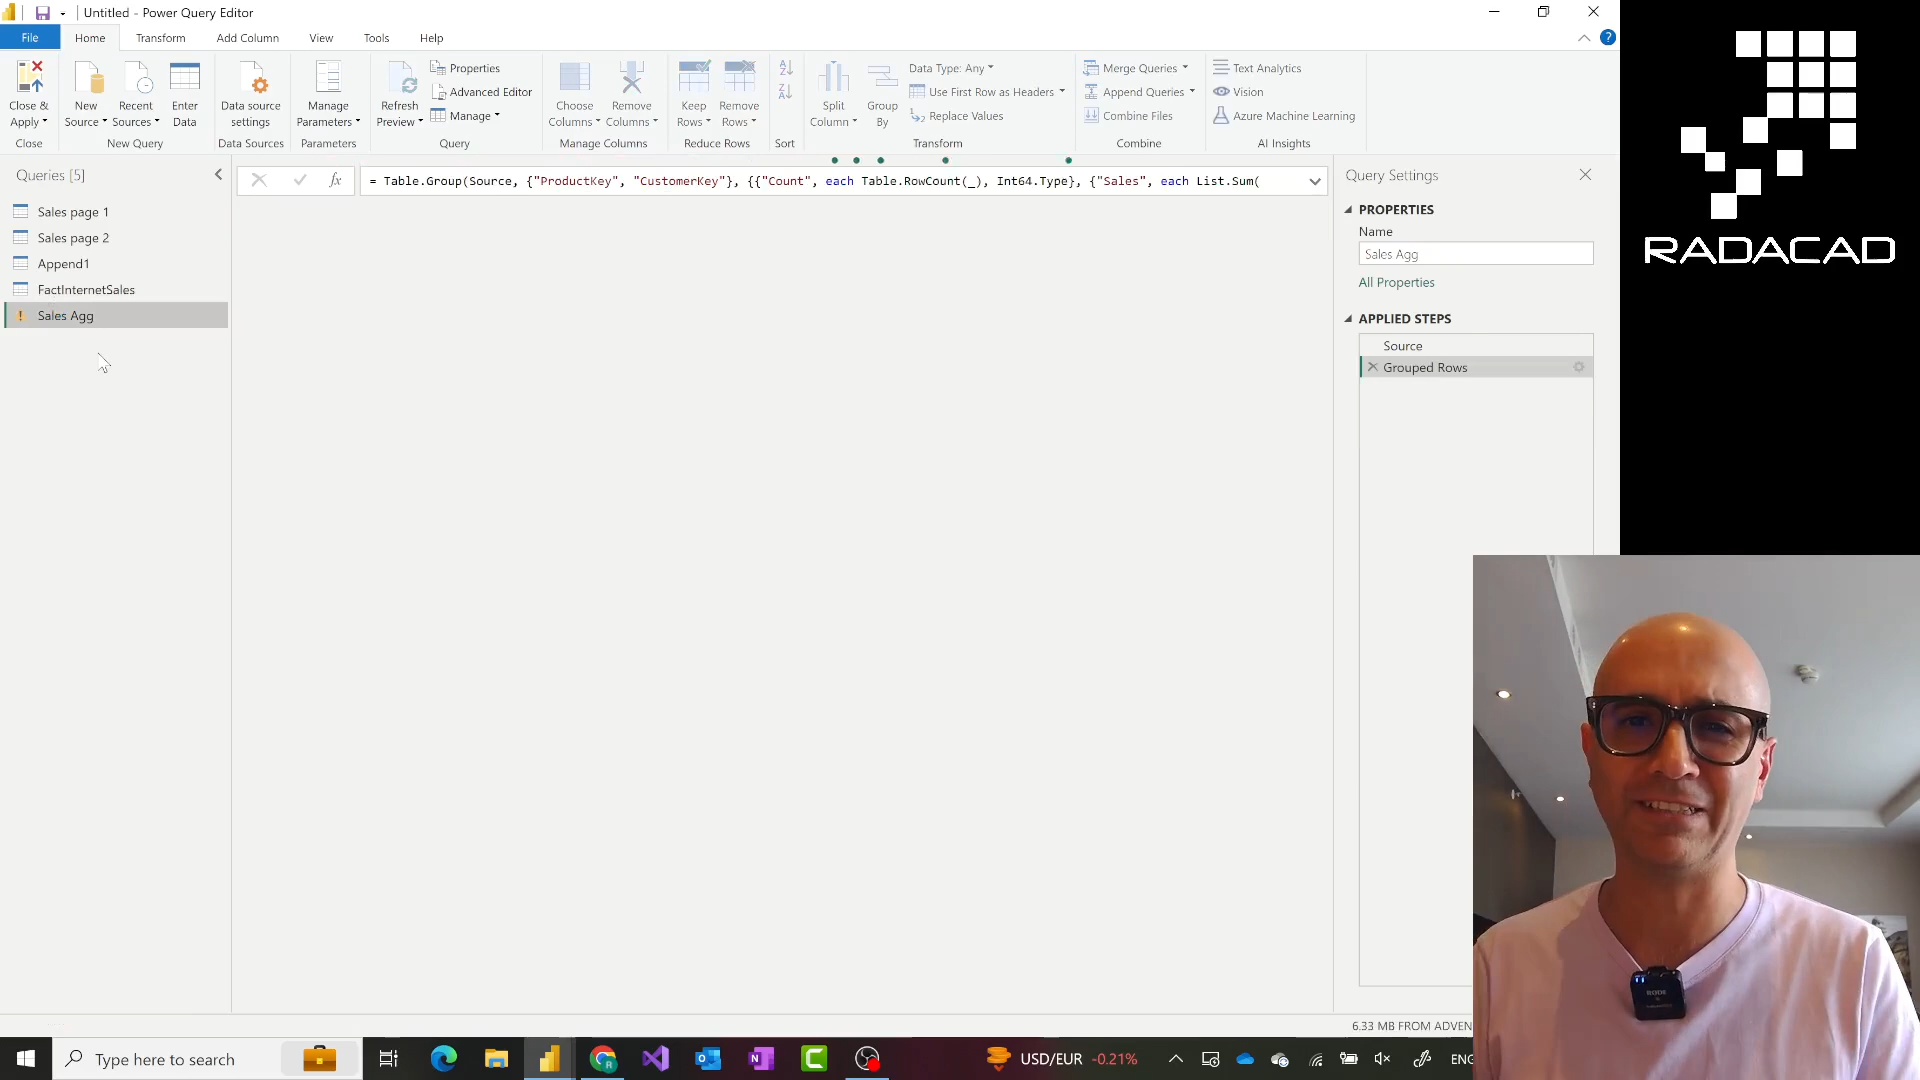 Untitled - Power Query Editor
File
Home
Transform
Add Column
View
Tools
Help
Close & Apply
New Source
Recent Sources
Enter Data
Data source settings
Manage Parameters
Refresh Preview
Properties
Advanced Editor
Manage
Choose Columns
Remove Columns
Keep Rows
Remove Rows
Split Column
Group By
Data Type: Any
Use First Row as Headers
Replace Values
Merge Queries
Append Queries
Combine Files
Text Analytics
Vision
Azure Machine Learning
Close
New Query
Data Sources
Parameters
Query
Manage Columns
Reduce Rows
Sort
Transform
Combine
AI Insights
Queries [5]
Sales page 1
Sales page 2
Append1
FactInternetSales
Sales Agg
fx
= Table.Group(Source, {"ProductKey", "CustomerKey"}, {{"Count", each Table.RowCount(_), Int64.Type}, {"Sales", each List.Sum(
Query Settings
PROPERTIES
Name
Sales Agg
All Properties
APPLIED STEPS
Source
Grouped Rows
RADACAD
RODE
6.33 MB FROM ADVEN
Type here to search
USD/EUR -0.21%
ENG